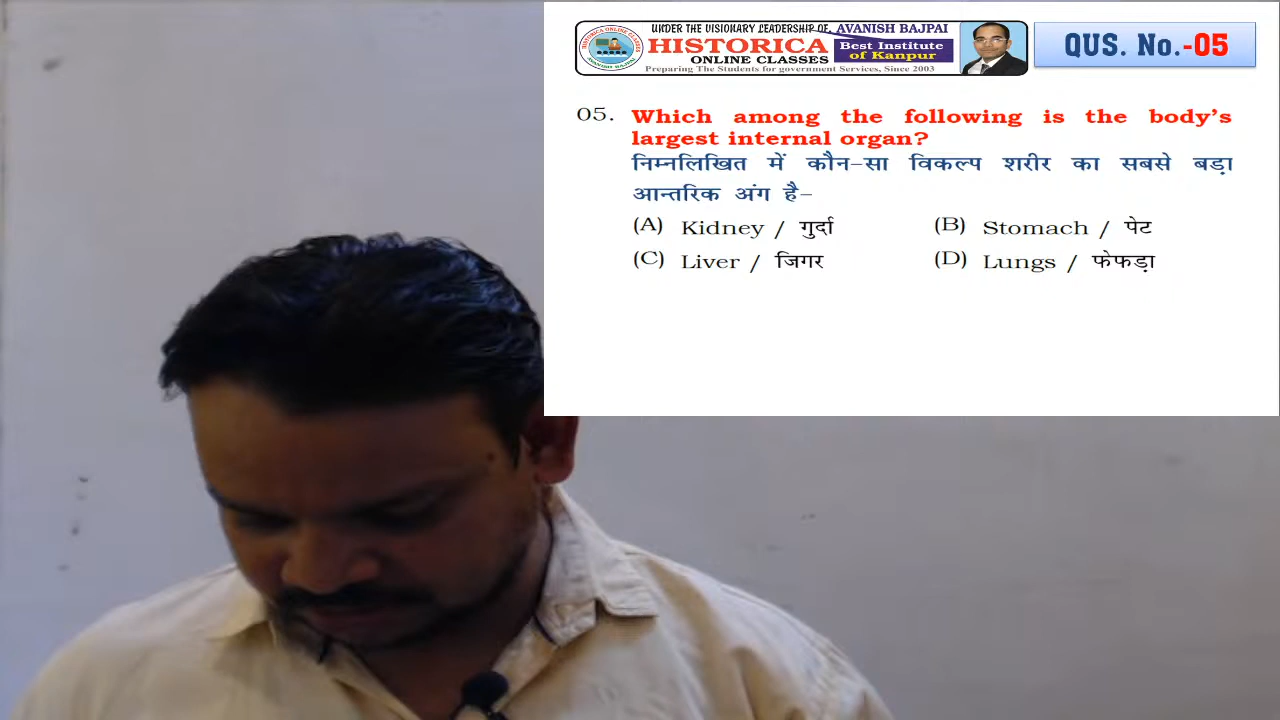 UNDER THE VISIONARY LEADERSHIP OF, AVANISH BAJPAI
HISTORICA
ONLINE CLASSES
Best Institute
of Kanpur
Preparing The Students for government Services, Since 2003
QUS. No.-05
05. Which among the following is the body's
largest internal organ?
निम्नलिखित में कौन-सा विकल्प शरीर का सबसे बड़ा
आन्तरिक अंग है-
(A) Kidney / गुर्दा (B) Stomach / पेट
(C) Liver / जिगर (D) Lungs / फेफड़ा